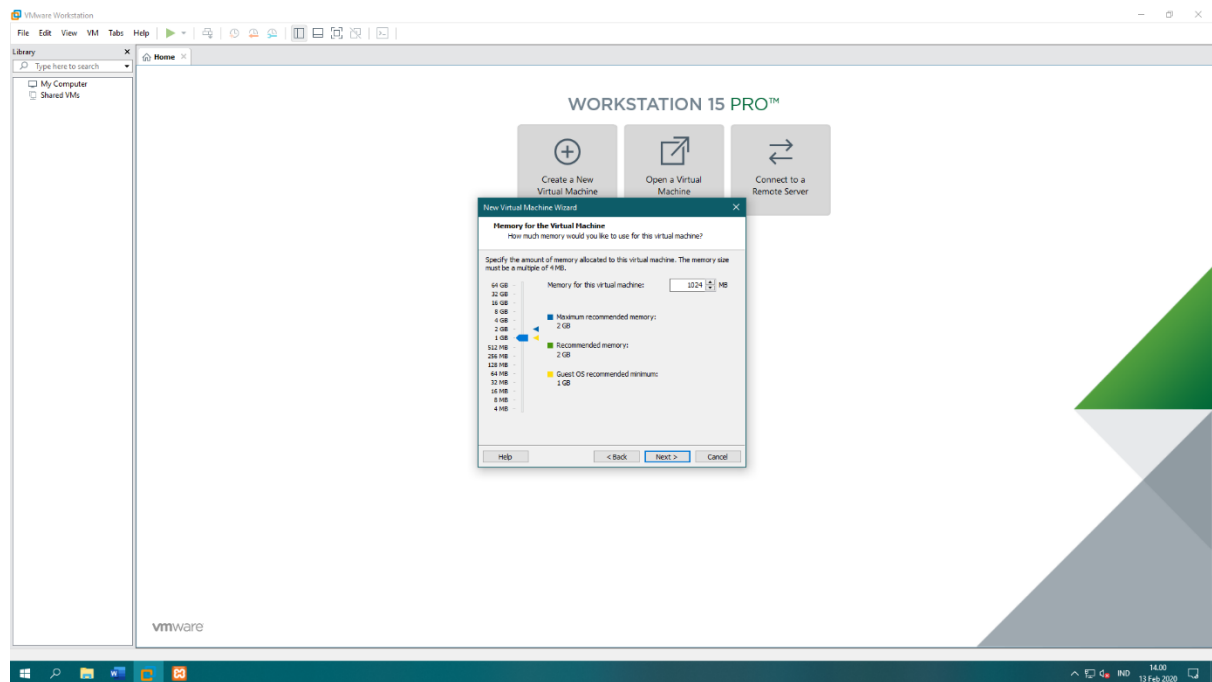 VMware Workstation
File Edit View VM Tabs Help
Library
Type here to search
My Computer
Shared VMs
Home
WORKSTATION 15 PRO™
Create a New
Virtual Machine
Open a Virtual
Machine
Connect to a
Remote Server
New Virtual Machine Wizard
Memory for the Virtual Machine
How much memory would you like to use for this virtual machine?
Specify the amount of memory allocated to this virtual machine. The memory size
must be a multiple of 4 MB.
64 GB
32 GB
16 GB
8 GB
4 GB
2 GB
1 GB
512 MB
256 MB
128 MB
64 MB
32 MB
16 MB
8 MB
4 MB
Memory for this virtual machine: 1024 MB
Maximum recommended memory:
2 GB
Recommended memory:
2 GB
Guest OS recommended minimum:
1 GB
Help < Back Next > Cancel
vmware
IND
14.00
13 Feb 2020